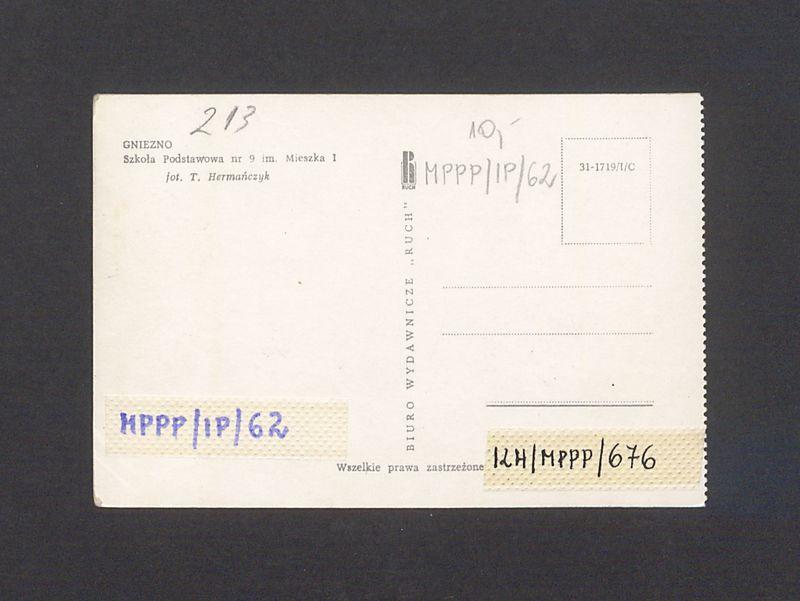 213
GNIEZNO
Szkoła Podstawowa nr 9 im. Mieszka I
fot. T. Hermańczyk
RUCH
BIURO WYDAWNICZE „RUCH"
10,-
MPPP/IP/62
31-1719/I/C
MPPP/IP/62
Wszelkie prawa zastrzeżone
IZH/MPPP/676